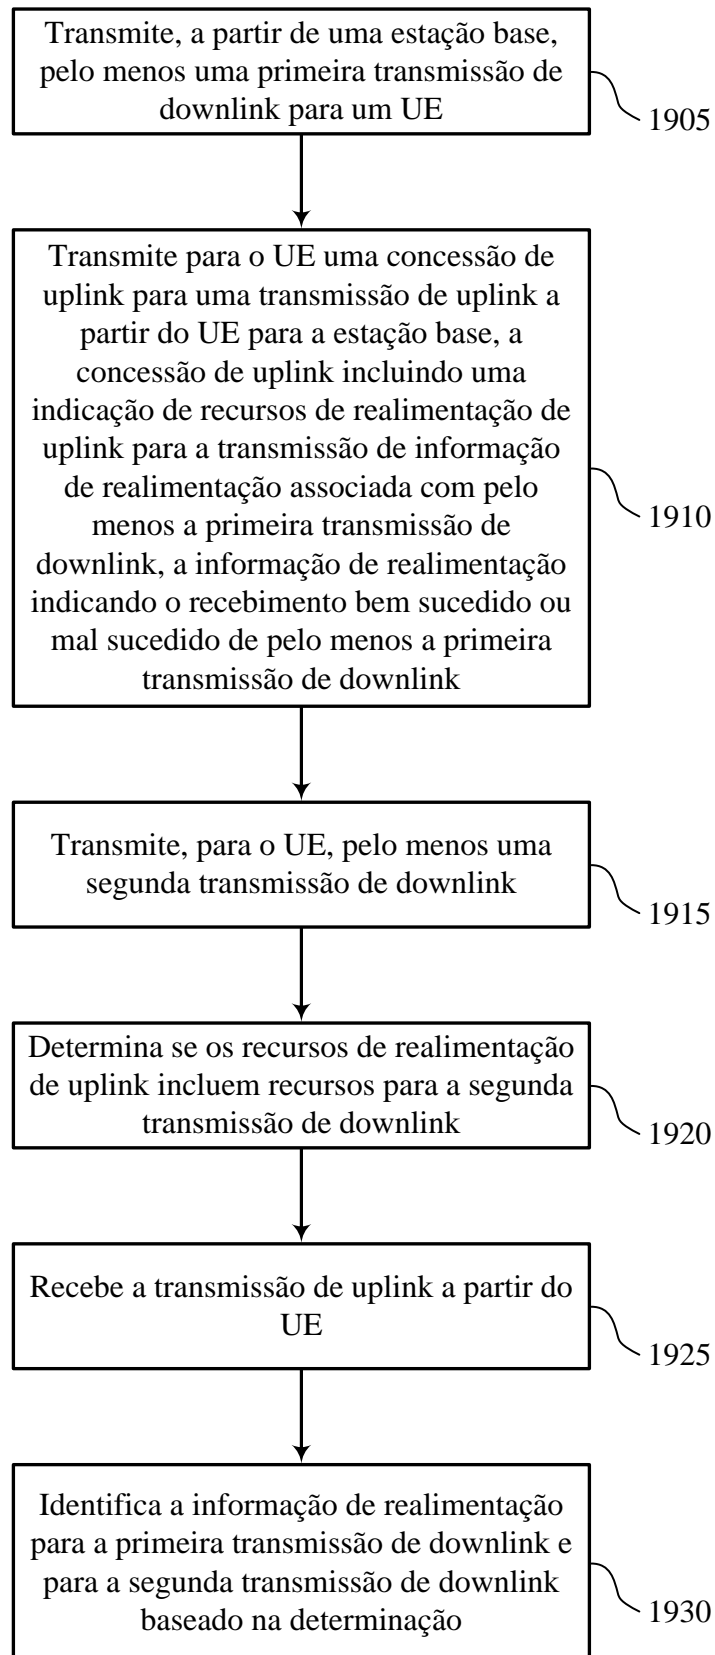 Transmite, a partir de uma estação base,
pelo menos uma primeira transmissão de
downlink para um UE
1905
Transmite para o UE uma concessão de
uplink para uma transmissão de uplink a
partir do UE para a estação base, a
concessão de uplink incluindo uma
indicação de recursos de realimentação de
uplink para a transmissão de informação
de realimentação associada com pelo
menos a primeira transmissão de
downlink, a informação de realimentação
indicando o recebimento bem sucedido ou
mal sucedido de pelo menos a primeira
transmissão de downlink
1910
Transmite, para o UE, pelo menos uma
segunda transmissão de downlink
1915
Determina se os recursos de realimentação
de uplink incluem recursos para a segunda
transmissão de downlink
1920
Recebe a transmissão de uplink a partir do
UE
1925
Identifica a informação de realimentação
para a primeira transmissão de downlink e
para a segunda transmissão de downlink
baseado na determinação
1930